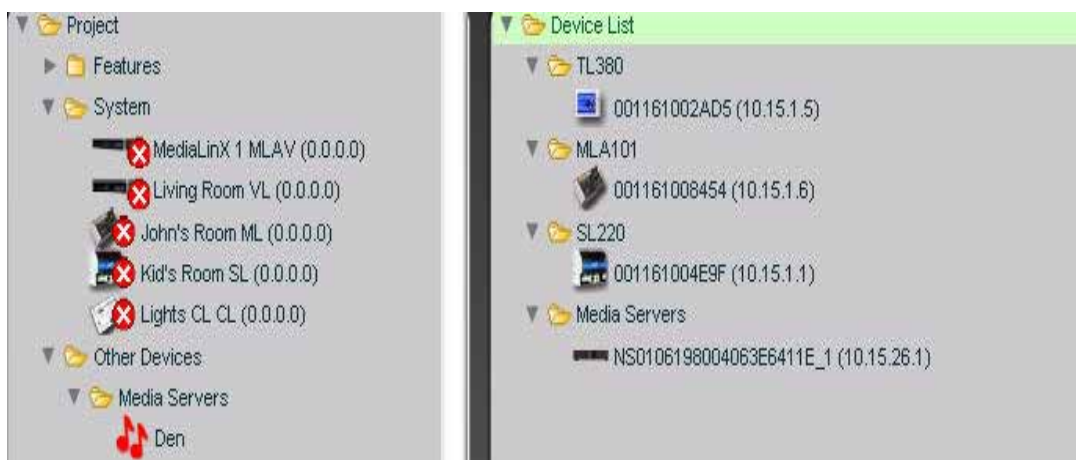 Project
Features
System
MediaLinX 1 MLAV (0.0.0.0)
Living Room VL (0.0.0.0)
John's Room ML (0.0.0.0)
Kid's Room SL (0.0.0.0)
Lights CL CL (0.0.0.0)
Other Devices
Media Servers
Den
Device List
TL380
001161002AD5 (10.15.1.5)
MLA101
001161008454 (10.15.1.6)
SL220
001161004E9F (10.15.1.1)
Media Servers
NS0106198004063E6411E_1 (10.15.26.1)